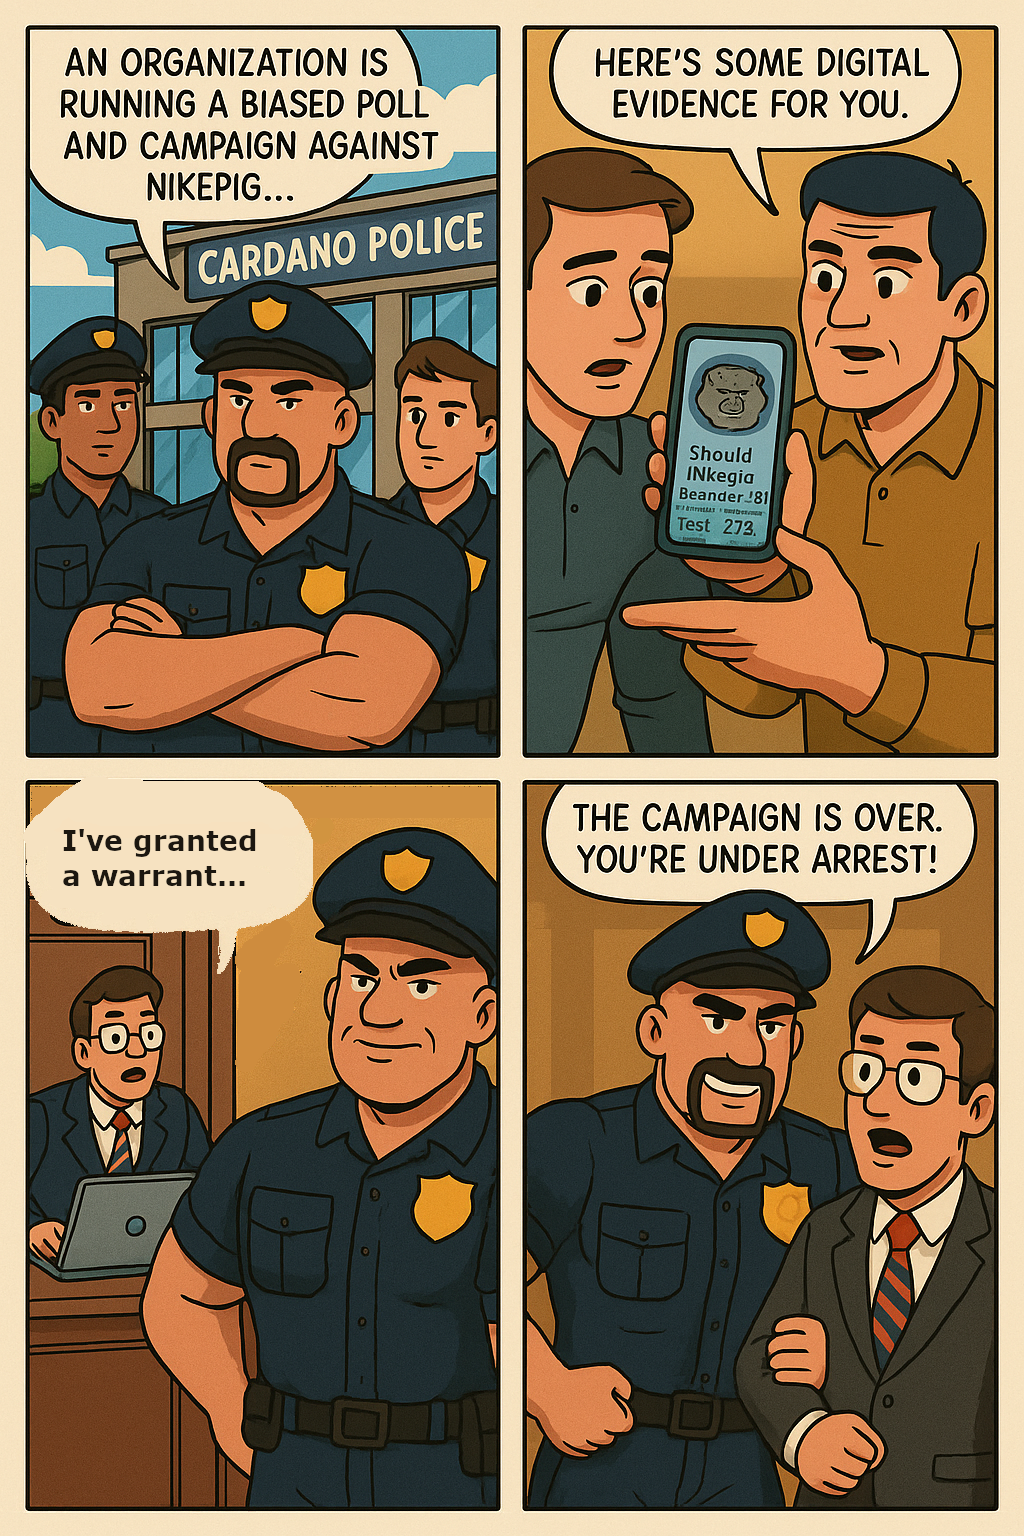 AN ORGANIZATION IS
RUNNING A BIASED POLL
AND CAMPAIGN AGAINST
NIKEPIG...
CARDANO POLICE
HERE'S SOME DIGITAL
EVIDENCE FOR YOU.
Should
INkegia
Beander
Test 273.
I've granted
a warrant...
THE CAMPAIGN IS OVER.
YOU'RE UNDER ARREST!